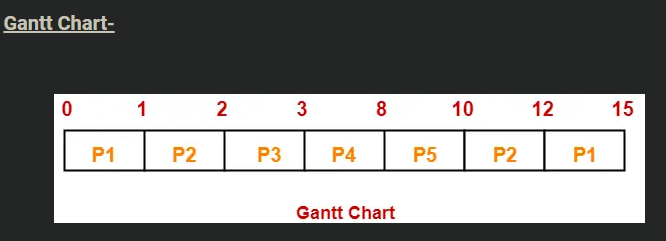 Gantt Chart-
0 1 2 3 8 10 12 15
P1 P2 P3 P4 P5 P2 P1
Gantt Chart